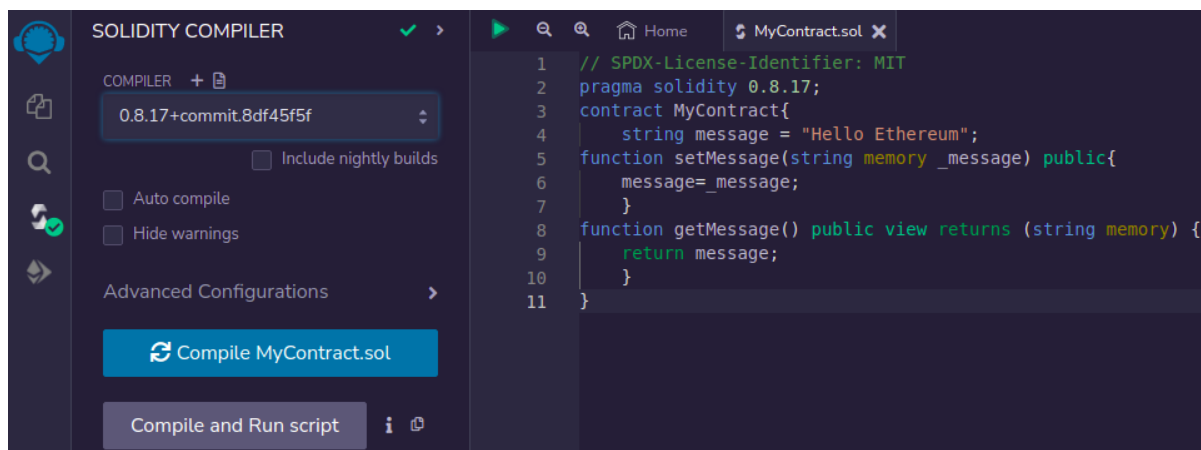 SOLIDITY COMPILER
COMPILER
0.8.17+commit.8df45f5f
Include nightly builds
Auto compile
Hide warnings
Advanced Configurations
Compile MyContract.sol
Compile and Run script
i
Home
MyContract.sol
1 // SPDX-License-Identifier: MIT
2 pragma solidity 0.8.17;
3 contract MyContract{
4     string message = "Hello Ethereum";
5 function setMessage(string memory _message) public{
6     message=_message;
7     }
8 function getMessage() public view returns (string memory) {
9     return message;
10     }
11 }